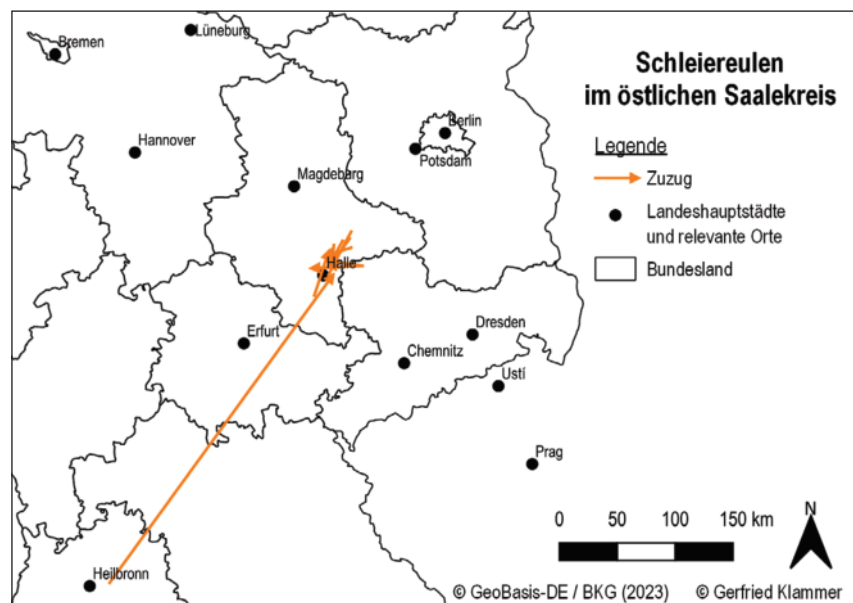 Lüneburg
Bremen
Hannover
Berlin
Potsdam
Magdeburg
Halle
Erfurt
Dresden
Chemnitz
Ustí
Prag
Heilbronn
Schleiereulen
im östlichen Saalekreis
Legende
Zuzug
Landeshauptstädte
und relevante Orte
Bundesland
N
0 50 100 150 km
© GeoBasis-DE / BKG (2023) © Gerfried Klammer